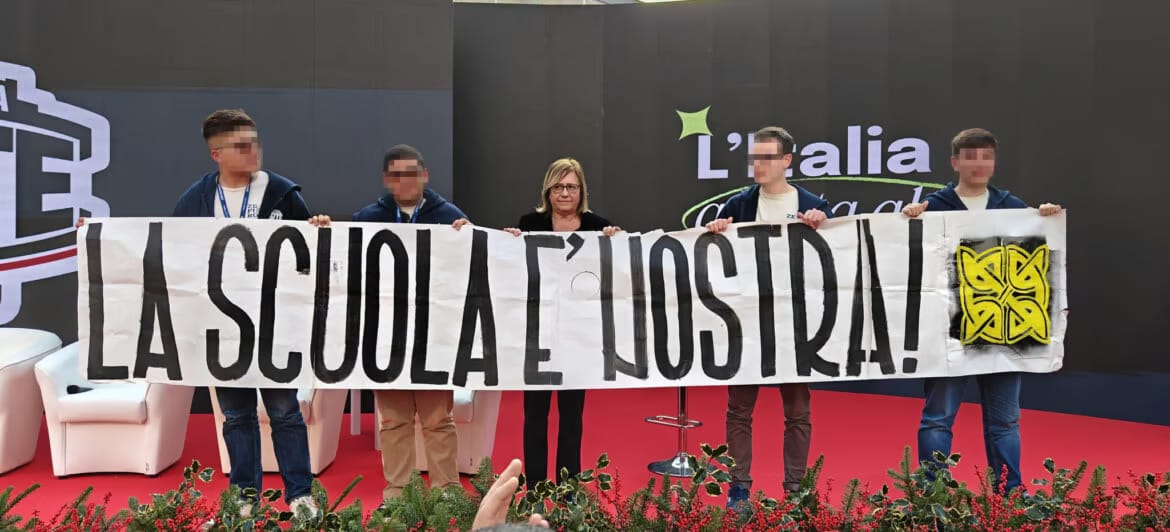 L'Italia
LA SCUOLA E' NOSTRA!